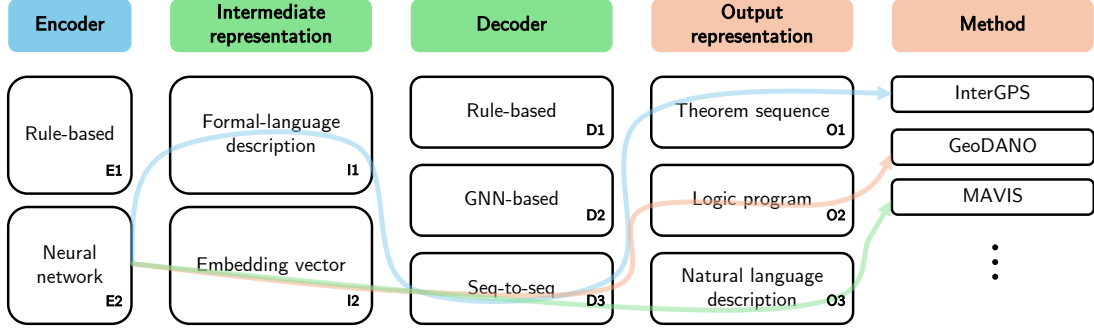 Encoder
Intermediate
representation
Decoder
Output
representation
Method
Rule-based
E1
Formal-language
description
I1
Rule-based
D1
Theorem sequence
O1
InterGPS
GeoDANO
GNN-based
D2
Logic program
O2
MAVIS
Neural
network
E2
Embedding vector
I2
Seq-to-seq
D3
Natural language
description
O3